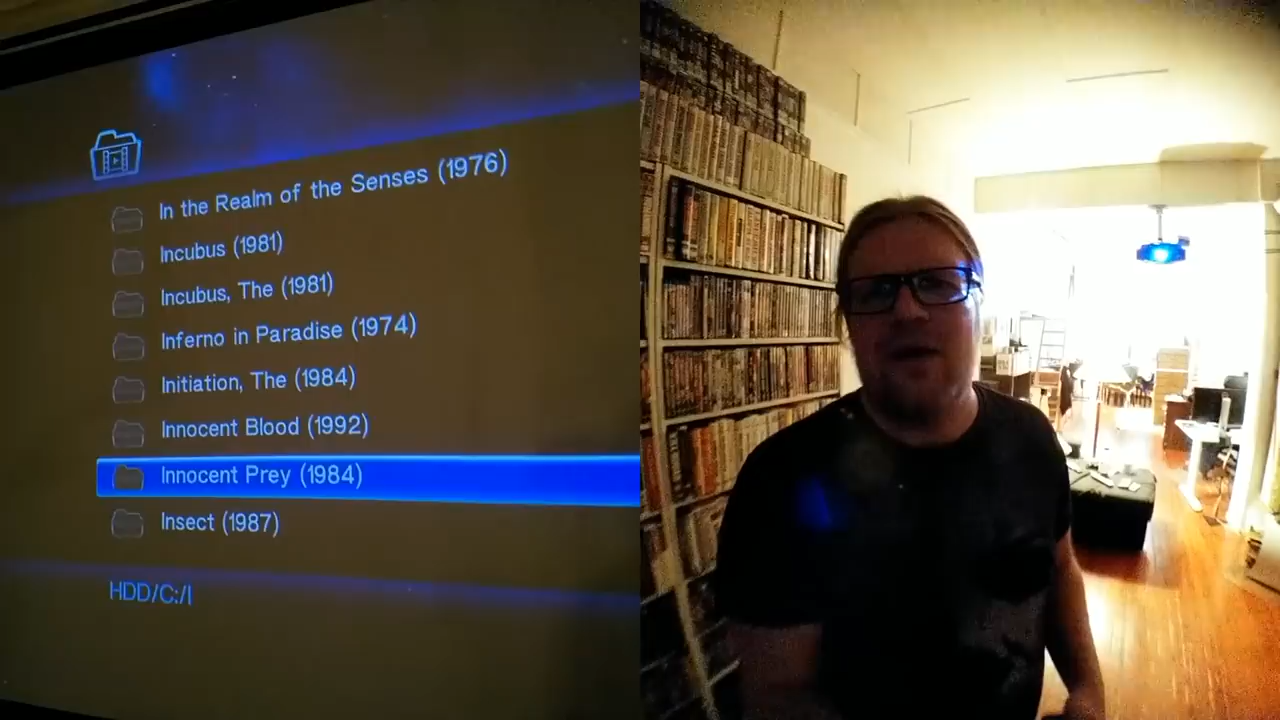 In the Realm of the Senses (1976)
Incubus (1981)
Incubus, The (1981)
Inferno in Paradise (1974)
Initiation, The (1984)
Innocent Blood (1992)
Innocent Prey (1984)
Insect (1987)
HDD/C:/I